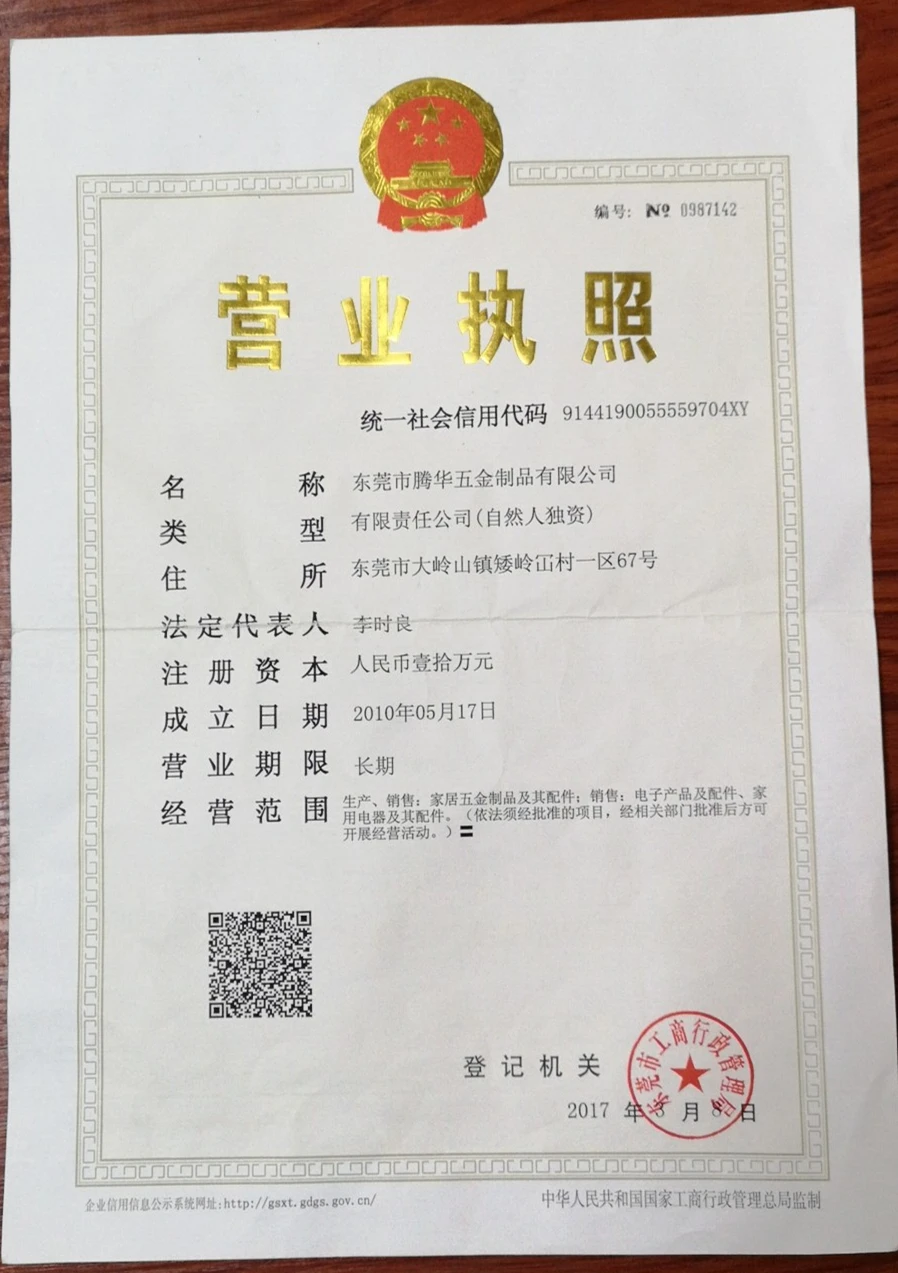 编号: № 0987142
营业执照
统一社会信用代码 9144190055559704XY
名称 东莞市腾华五金制品有限公司
类型 有限责任公司(自然人独资)
住所 东莞市大岭山镇矮岭冚村一区67号
法定代表人 李时良
注册资本 人民币壹拾万元
成立日期 2010年05月17日
营业期限 长期
经营范围 生产、销售：家居五金制品及其配件；销售：电子产品及配件、家
用电器及其配件。（依法须经批准的项目，经相关部门批准后方可
开展经营活动。）〓
登记机关
东莞市工商行政管理局
2017 年 3 月 8 日
企业信用信息公示系统网址:http://gsxt.gdgs.gov.cn/
中华人民共和国国家工商行政管理总局监制